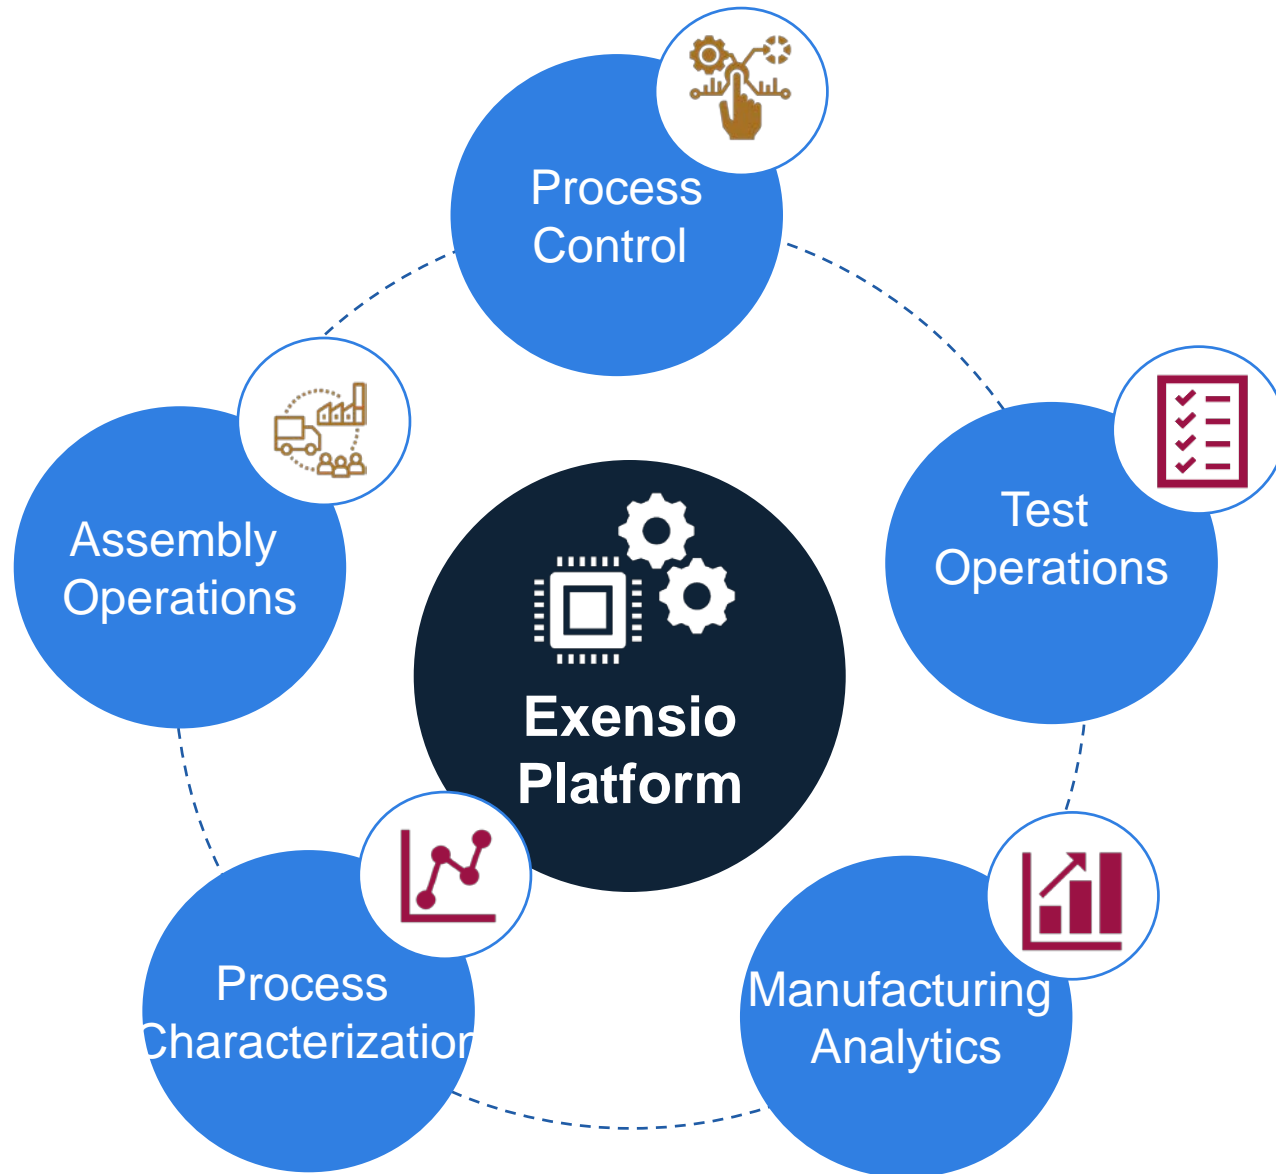 Process
Control
Test
Operations
Assembly
Operations
Exensio
Platform
Process
Characterization
Manufacturing
Analytics